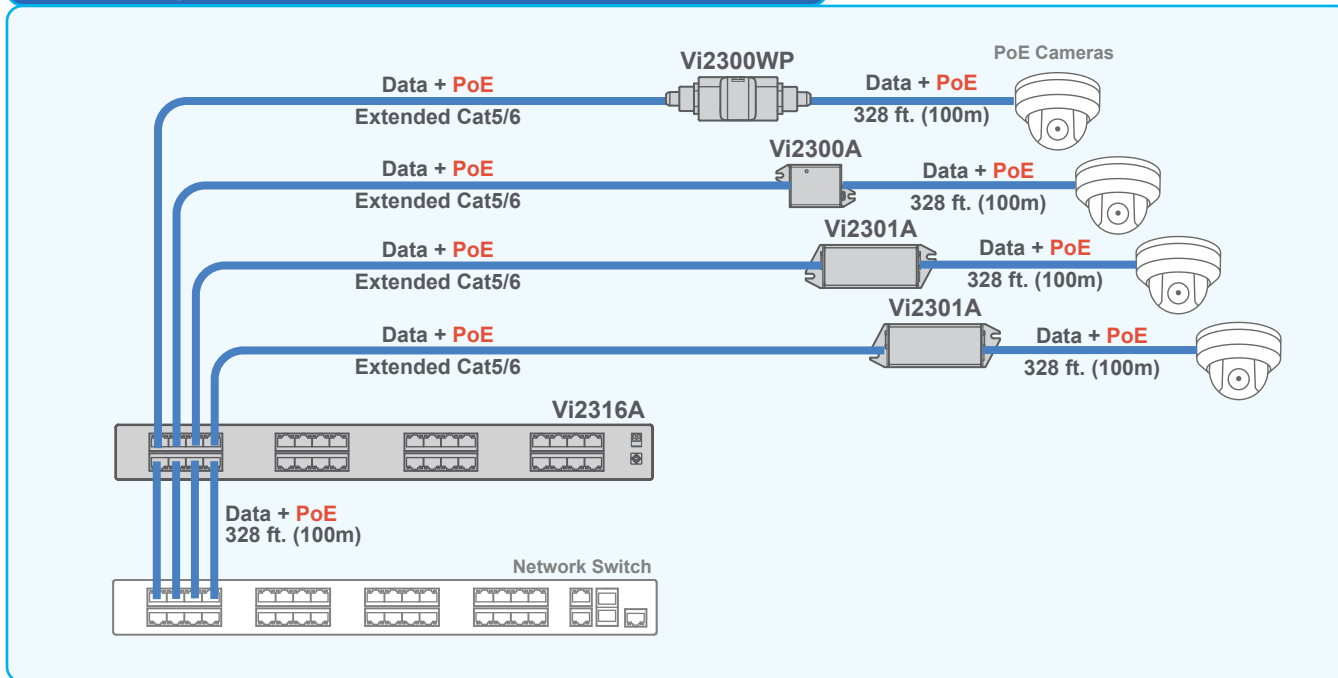 Vi2300WP
PoE Cameras
Data + PoE
Extended Cat5/6
Data + PoE
328 ft. (100m)
Vi2300A
Data + PoE
Extended Cat5/6
Data + PoE
328 ft. (100m)
Vi2301A
Data + PoE
Extended Cat5/6
Data + PoE
328 ft. (100m)
Vi2301A
Data + PoE
Extended Cat5/6
Data + PoE
328 ft. (100m)
Vi2316A
Data + PoE
328 ft. (100m)
Network Switch